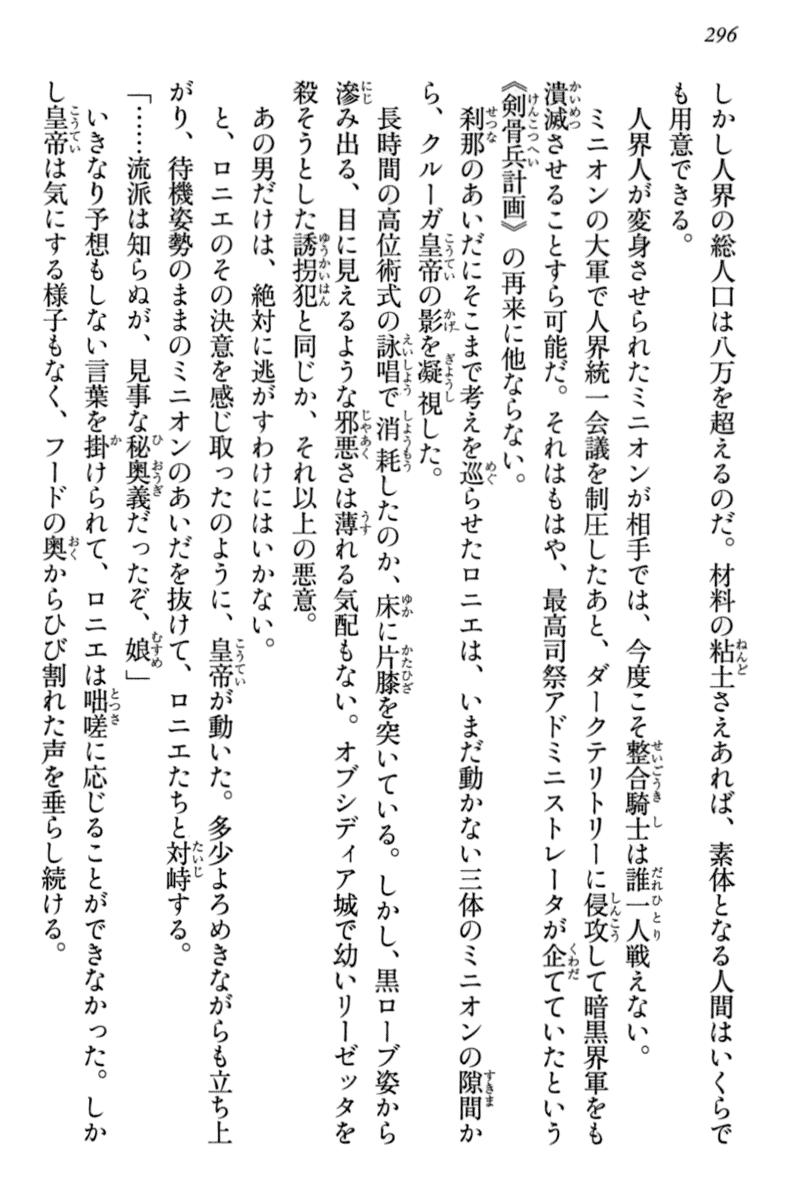 296
しかし人界の総人口は八万を超えるのだ。材料の粘土さえあれば、素体となる人間はいくらで
も用意できる。
人界人が変身させられたミニオンが相手では、今度こそ整合騎士は誰一人戦えない。
ミニオンの大軍で人界統一会議を制圧したあと、ダークテリトリーに侵攻して暗黒界軍をも
潰滅させることすら可能だ。それはもはや、最高司祭アドミニストレータが企てていたという
《剣骨兵計画》の再来に他ならない。
刹那のあいだにそこまで考えを巡らせたロニエは、いまだ動かない三体のミニオンの隙間か
ら、クルーガ皇帝の影を凝視した。
長時間の高位術式の詠唱で消耗したのか、床に片膝を突いている。しかし、黒ローブ姿から
滲み出る、目に見えるような邪悪さは薄れる気配もない。オブシディア城で幼いリーゼッタを
殺そうとした誘拐犯と同じか、それ以上の悪意。
あの男だけは、絶対に逃がすわけにはいかない。
と、ロニエのその決意を感じ取ったのように、皇帝が動いた。多少よろめきながらも立ち上
がり、待機姿勢のままのミニオンのあいだを抜けて、ロニエたちと対峙する。
「……流派は知らぬが、見事な秘奥義だったぞ、娘」
いきなり予想もしない言葉を掛けられて、ロニエは咄嗟に応じることができなかった。しか
し皇帝は気にする様子もなく、フードの奥からひび割れた声を垂らし続ける。